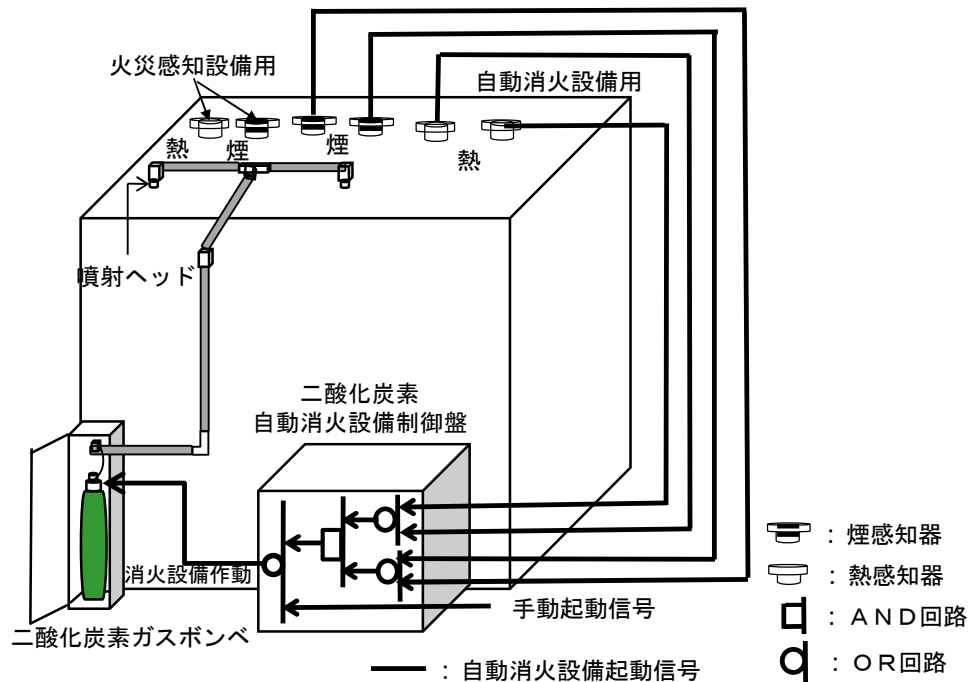 火災感知設備用
自動消火設備用
熱
煙
煙
熱
噴射ヘッド
二酸化炭素
自動消火設備制御盤
消火設備作動
手動起動信号
二酸化炭素ガスボンベ
：煙感知器
：熱感知器
：ＡＮＤ回路
：ＯＲ回路
：自動消火設備起動信号